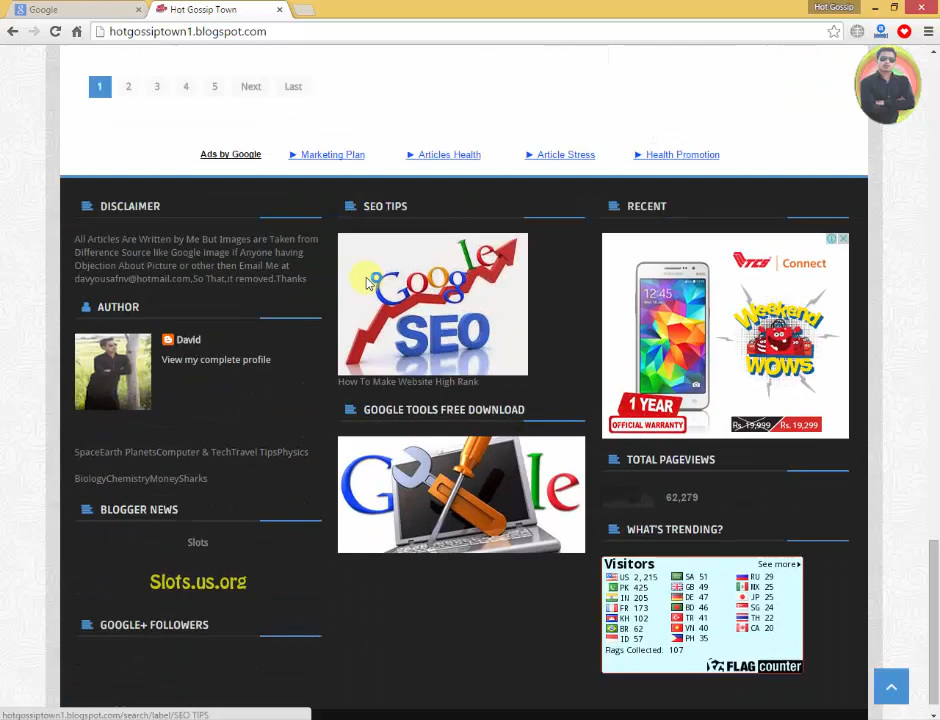 Google
Hot Gossip Town
Hot Gossip
hotgossiptown1.blogspot.com
1 2 3 4 5 Next Last
Ads by Google ► Marketing Plan ► Articles Health ► Article Stress ► Health Promotion
DISCLAIMER
All Articles Are Written by Me But Images are Taken from
Difference Source like Google image if Anyone having
Objection About Picture or other then Email Me at
davyousafnv@hotmail.com,So That,it removed.Thanks
AUTHOR
David
View my complete profile
SpaceEarth PlanetsComputer & TechTravel TipsPhysics
BiologyChemistryMoneySharks
BLOGGER NEWS
Slots
Slots.us.org
GOOGLE+ FOLLOWERS
SEO TIPS
Google
SEO
How To Make Website High Rank
GOOGLE TOOLS FREE DOWNLOAD
G le
RECENT
TCS Connect
12:45
Weekend
WOWS
1 YEAR
OFFICIAL WARRANTY
Rs. 19,999 Rs. 19,299
TOTAL PAGEVIEWS
62,279
WHAT'S TRENDING?
Visitors See more
US 2,215 SA 51 RU 29
PK 425 GB 49 MX 25
IN 205 DE 47 JP 25
FR 173 BD 46 SG 24
KH 102 TR 41 TH 22
BR 62 VN 40 CA 20
ID 57 PH 35
Flags Collected: 107
FLAG counter
hotgossiptown1.blogspot.com/search/label/SEO TIPS